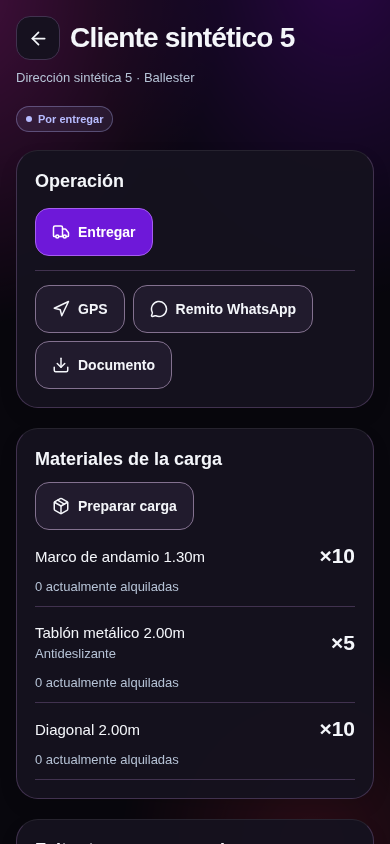 Cliente sintético 5
Dirección sintética 5 · Ballester
Por entregar
Operación
Entregar
GPS
Remito WhatsApp
Documento
Materiales de la carga
Preparar carga
Marco de andamio 1.30m
×10
0 actualmente alquiladas
Tablón metálico 2.00m
Antideslizante
×5
0 actualmente alquiladas
Diagonal 2.00m
×10
0 actualmente alquiladas